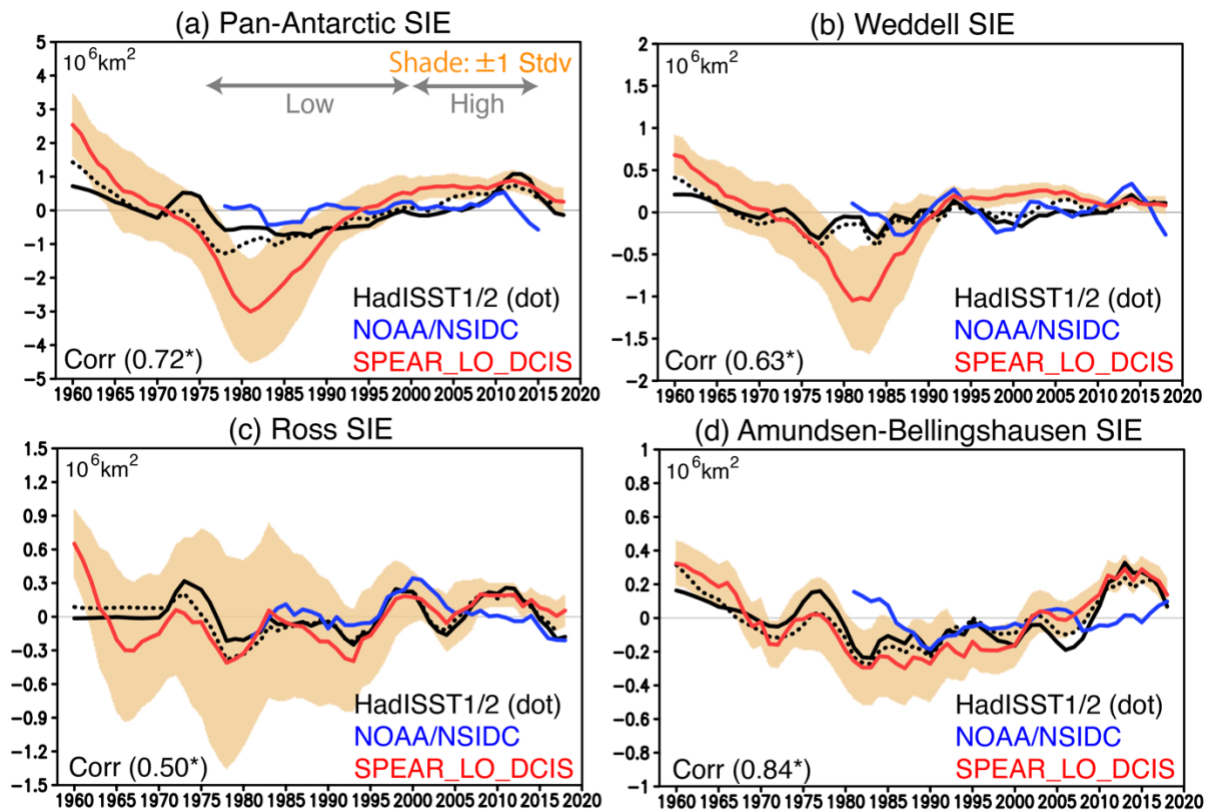 (a) Pan-Antarctic SIE
10⁶km²
Shade: ±1 Stdv
Low
High
5
4
3
2
1
0
−1
−2
−3
−4
−5
HadISST1/2 (dot)
NOAA/NSIDC
SPEAR_LO_DCIS
Corr (0.72*)
1960 1965 1970 1975 1980 1985 1990 1995 2000 2005 2010 2015 2020
(b) Weddell SIE
10⁶km²
2
1.5
1
0.5
0
−0.5
−1
−1.5
−2
HadISST1/2 (dot)
NOAA/NSIDC
SPEAR_LO_DCIS
Corr (0.63*)
1960 1965 1970 1975 1980 1985 1990 1995 2000 2005 2010 2015 2020
(c) Ross SIE
10⁶km²
1.5
1.2
0.9
0.6
0.3
0
−0.3
−0.6
−0.9
−1.2
−1.5
HadISST1/2 (dot)
NOAA/NSIDC
SPEAR_LO_DCIS
Corr (0.50*)
1960 1965 1970 1975 1980 1985 1990 1995 2000 2005 2010 2015 2020
(d) Amundsen-Bellingshausen SIE
10⁶km²
1
0.8
0.6
0.4
0.2
0
−0.2
−0.4
−0.6
−0.8
−1
HadISST1/2 (dot)
NOAA/NSIDC
SPEAR_LO_DCIS
Corr (0.84*)
1960 1965 1970 1975 1980 1985 1990 1995 2000 2005 2010 2015 2020